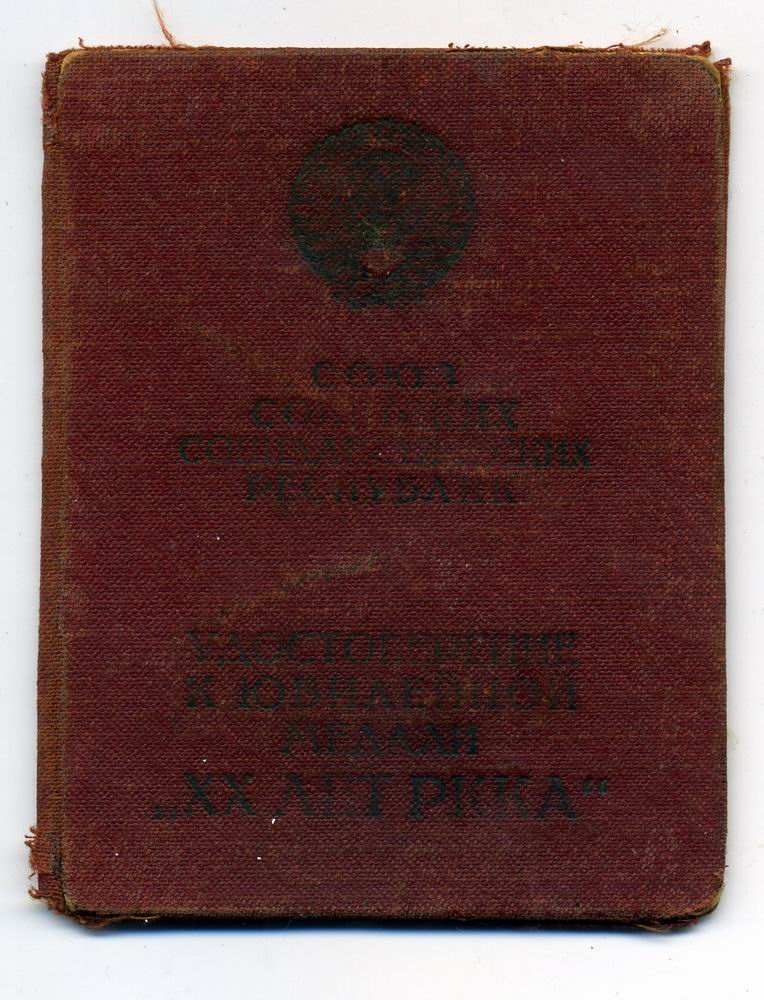 СОЮЗ
СОВЕТСКИХ
СОЦИАЛИСТИЧЕСКИХ
РЕСПУБЛИК
УДОСТОВЕРЕНИЕ
К ЮБИЛЕЙНОЙ
МЕДАЛИ
„XX ЛЕТ РККА“